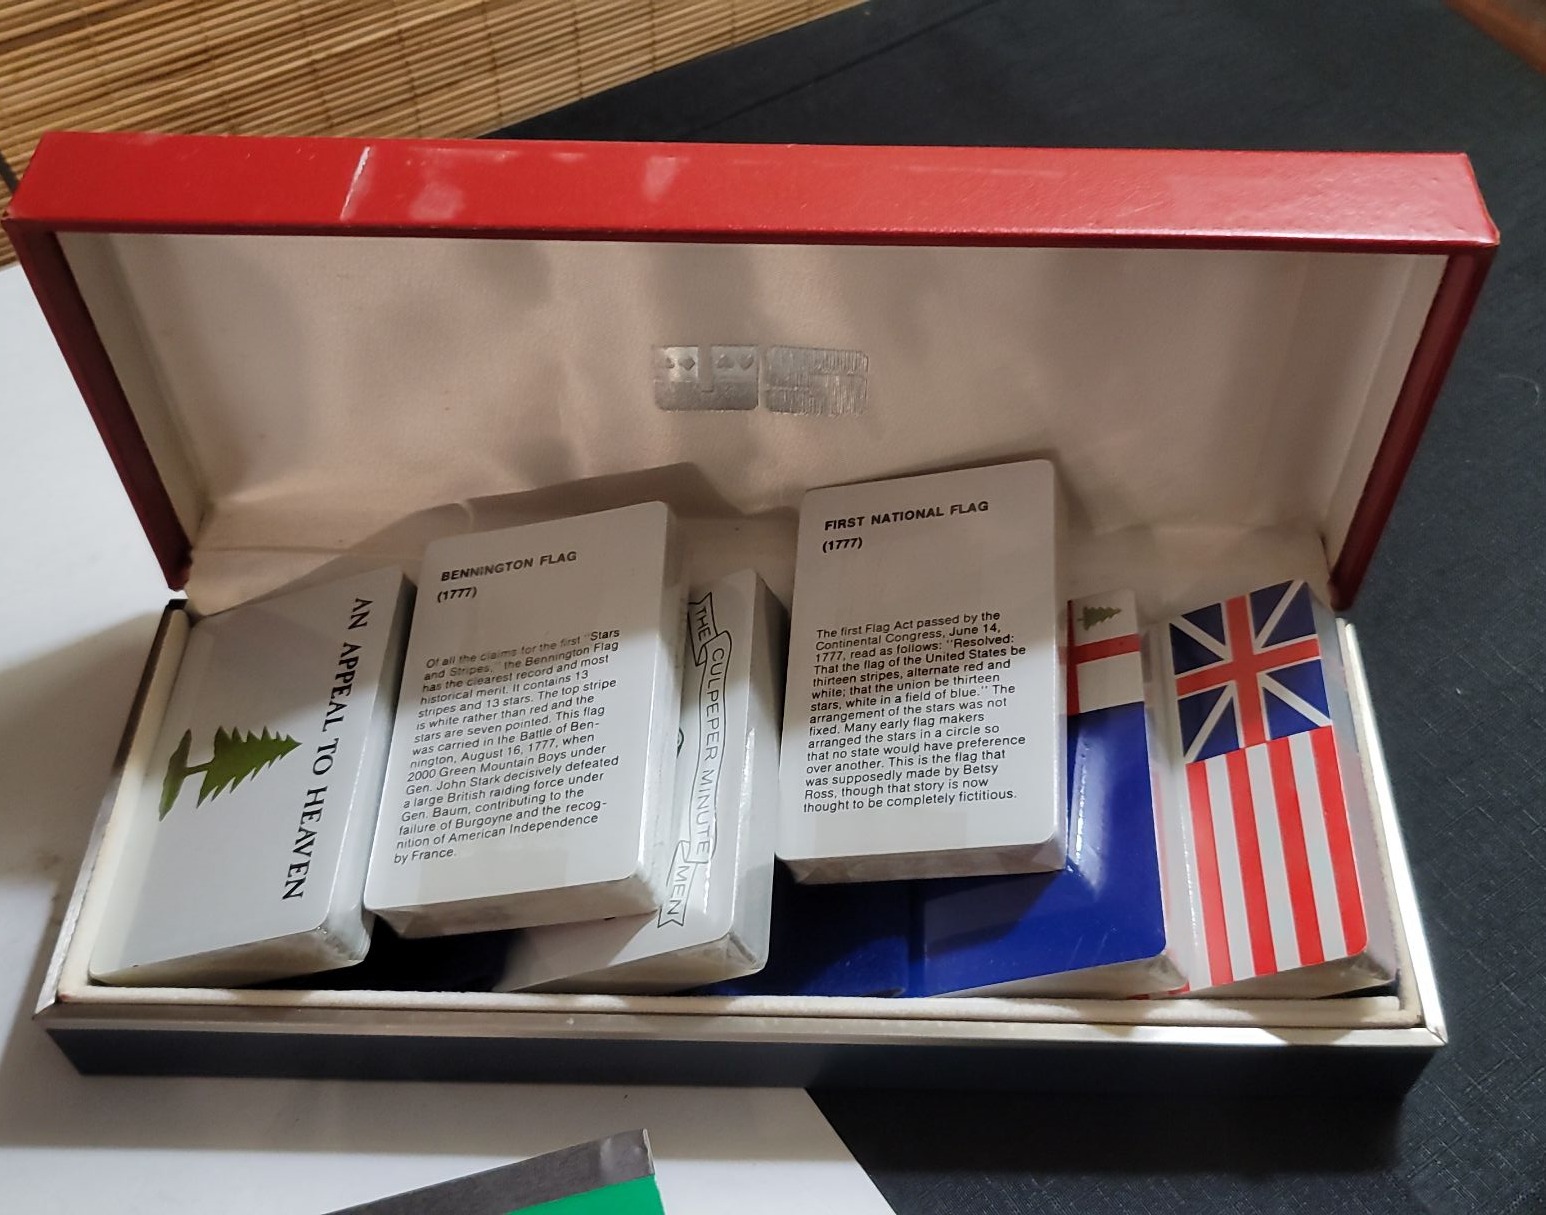 AN APPEAL TO HEAVEN
BENNINGTON FLAG
(1777)
Of all the claims for the first "Stars
and Stripes," the Bennington Flag
has the clearest record and most
historical merit. It contains 13
stripes and 13 stars. The top stripe
is white rather than red and the
stars are seven pointed. This flag
was carried in the Battle of Ben-
nington, August 16, 1777, when
2000 Green Mountain Boys under
Gen. John Stark decisively defeated
a large British raiding force under
Gen. Baum, contributing to the
failure of Burgoyne and the recog-
nition of American Independence
by France.
THE CULPEPER MINUTE MEN
FIRST NATIONAL FLAG
(1777)
The first Flag Act passed by the
Continental Congress, June 14,
1777, read as follows: "Resolved:
That the flag of the United States be
thirteen stripes, alternate red and
white; that the union be thirteen
stars, white in a field of blue." The
arrangement of the stars was not
fixed. Many early flag makers
arranged the stars in a circle so
that no state would have preference
over another. This is the flag that
was supposedly made by Betsy
Ross, though that story is now
thought to be completely fictitious.